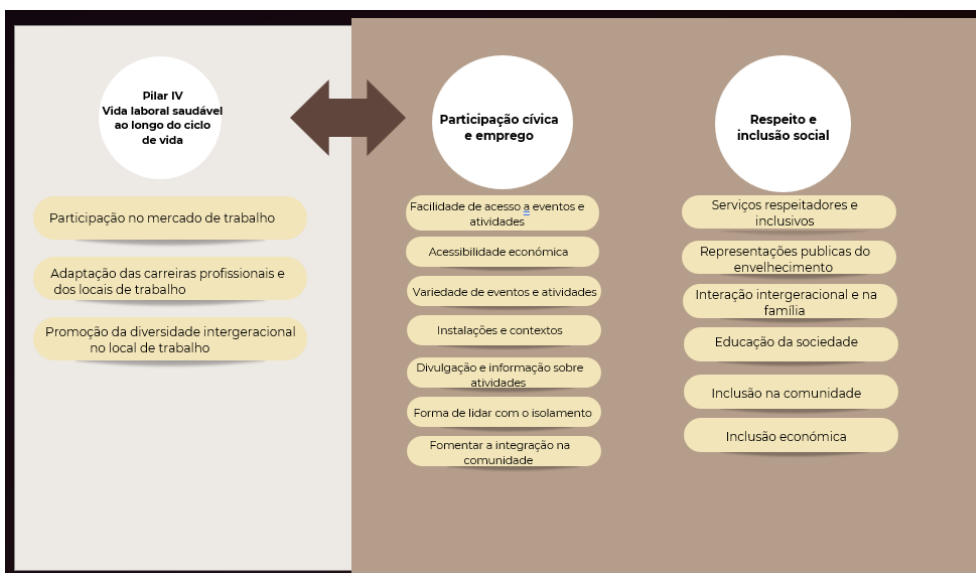 Pilar IV
Vida laboral saudável
ao longo do ciclo
de vida
Participação no mercado de trabalho
Adaptação das carreiras profissionais e
dos locais de trabalho
Promoção da diversidade intergeracional
no local de trabalho
Participação cívica
e emprego
Facilidade de acesso a eventos e
atividades
Acessibilidade económica
Variedade de eventos e atividades
Instalações e contextos
Divulgação e informação sobre
atividades
Forma de lidar com o isolamento
Fomentar a integração na
comunidade
Respeito e
inclusão social
Serviços respeitadores e
inclusivos
Representações publicas do
envelhecimento
Interação intergeracional e na
família
Educação da sociedade
Inclusão na comunidade
Inclusão económica